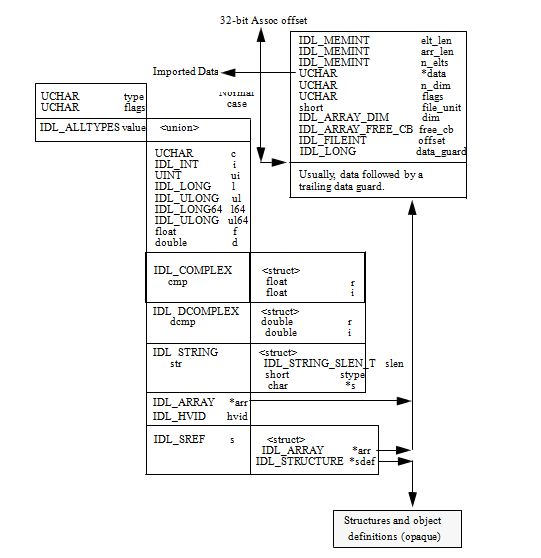 32-bit Assoc offset
IDL_MEMINT elt_len
IDL_MEMINT arr_len
IDL_MEMINT n_elts
UCHAR *data
UCHAR n_dim
UCHAR flags
short file_unit
IDL_ARRAY_DIM dim
IDL_ARRAY_FREE_CB free_cb
IDL_FILEINT offset
IDL_LONG data_guard
Usually, data followed by a
trailing data guard.
Imported Data
Normal
case
UCHAR type
UCHAR flags
IDL_ALLTYPES value
<union>
UCHAR c
IDL_INT i
UINT ui
IDL_LONG l
IDL_ULONG ul
IDL_LONG64 l64
IDL_ULONG ul64
float f
double d
IDL_COMPLEX
cmp
<struct>
float r
float i
IDL_DCOMPLEX
dcmp
<struct>
double r
double i
IDL_STRING
str
<struct>
IDL_STRING_SLEN_T slen
short stype
char *s
IDL_ARRAY *arr
IDL_HVID hvid
IDL_SREF s
<struct>
IDL_ARRAY *arr
IDL_STRUCTURE *sdef
Structures and object
definitions (opaque)